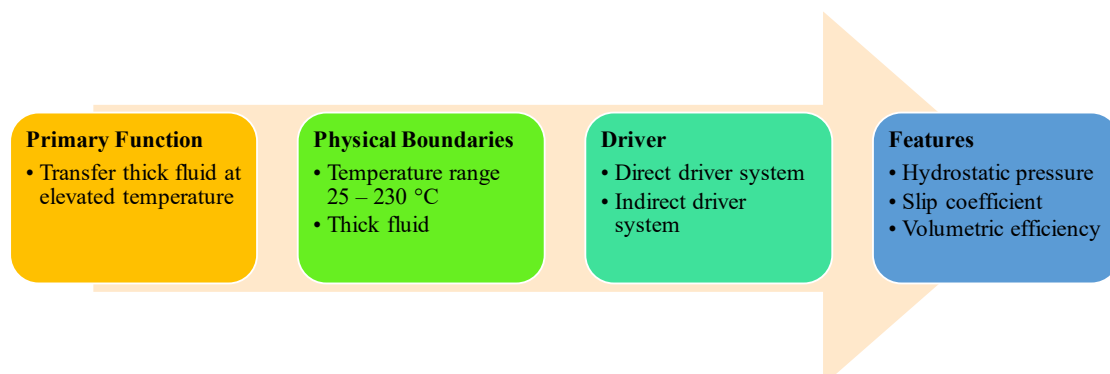 Primary Function
• Transfer thick fluid at
elevated temperature
Physical Boundaries
• Temperature range
25 – 230 °C
• Thick fluid
Driver
• Direct driver system
• Indirect driver
system
Features
• Hydrostatic pressure
• Slip coefficient
• Volumetric efficiency